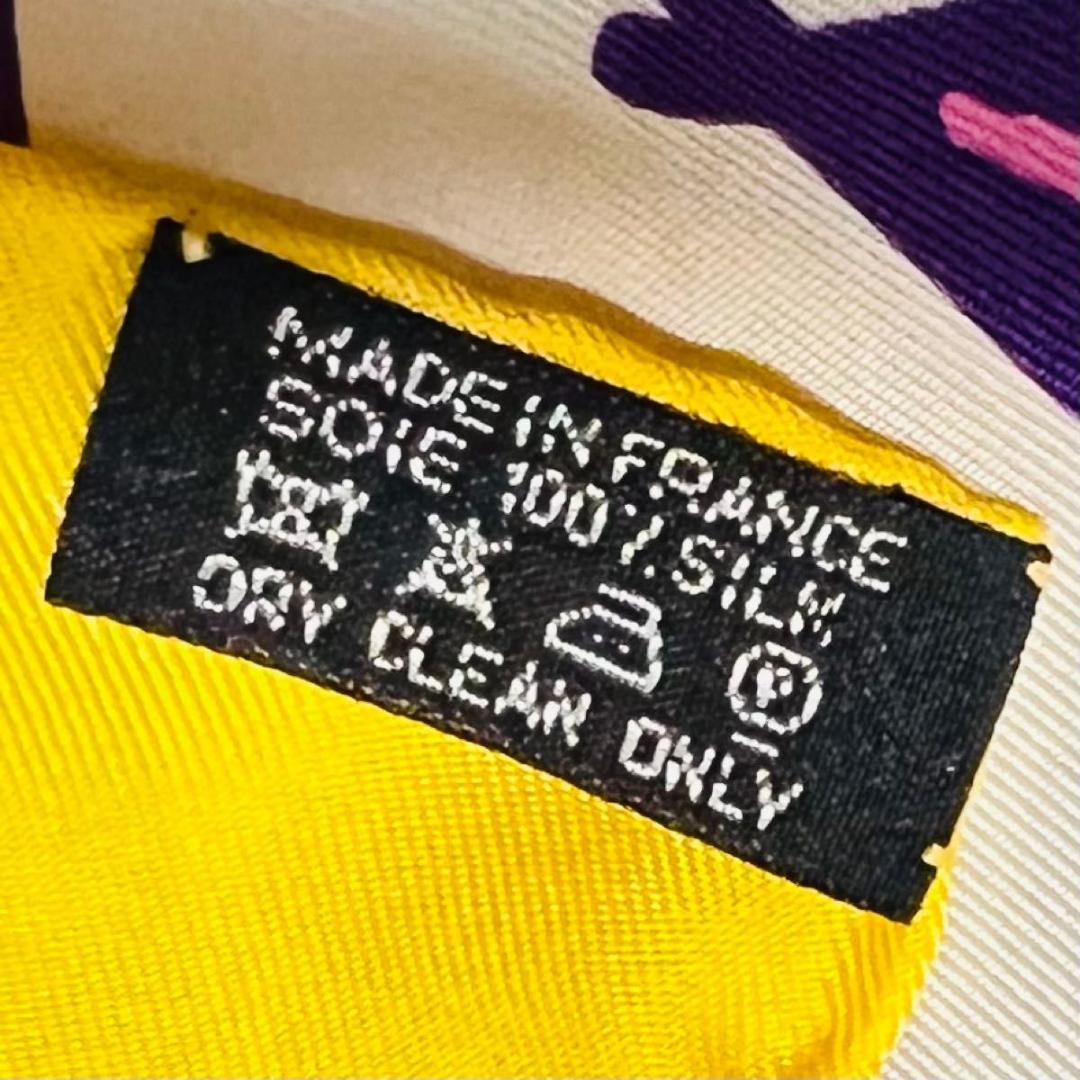 MADE IN FRANCE
SOIE 100% SILK
P
DRY CLEAN ONLY